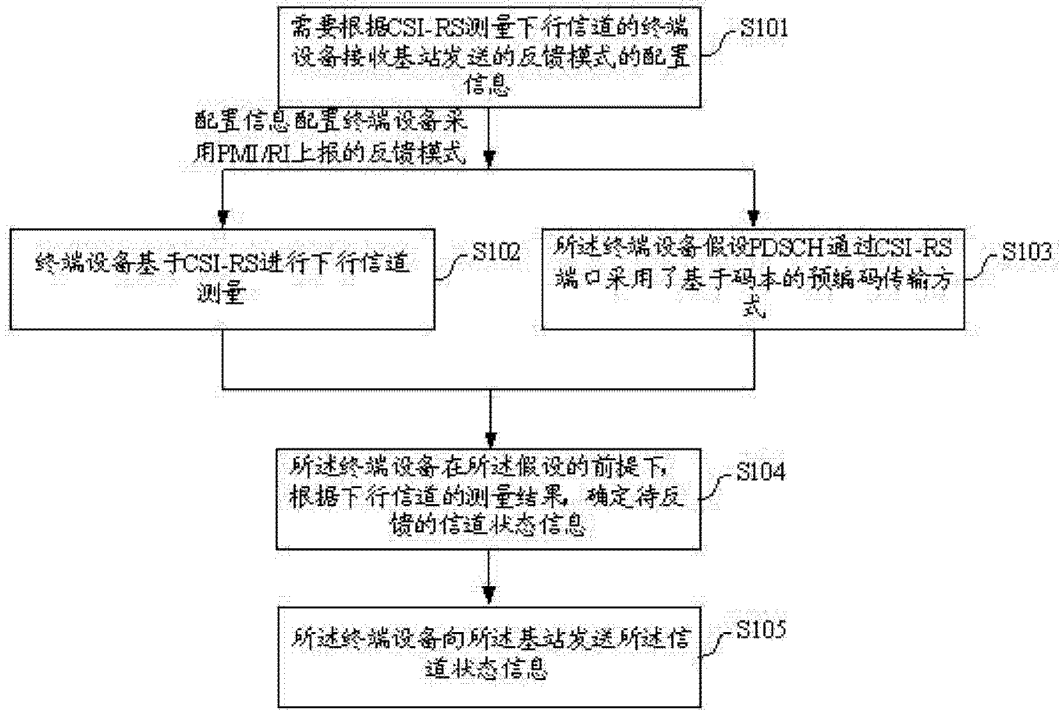 需要根据CSI-RS测量下行信道的终端
设备接收基站发送的反馈模式的配置
信息
S101
配置信息配置终端设备采
用PMI/RI上报的反馈模式
终端设备基于CSI-RS进行下行信道
测量
S102
所述终端设备假设PDSCH通过CSI-RS
端口采用了基于码本的预编码传输方
式
S103
所述终端设备在所述假设的前提下,
根据下行信道的测量结果,确定待反
馈的信道状态信息
S104
所述终端设备向所述基站发送所述信
道状态信息
S105